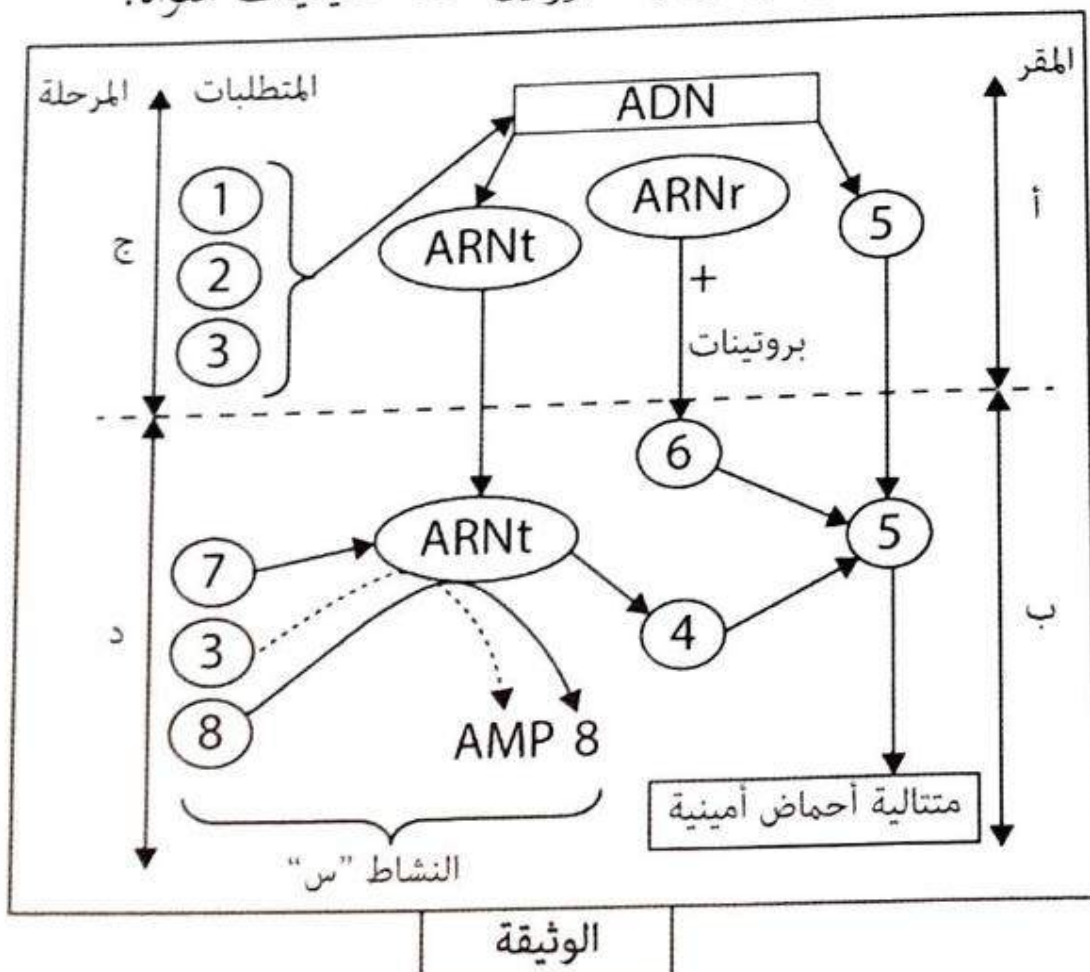 المقر
المتطلبات
المرحلة
ADN
1
ARNr
أ
2
ARNt
5
ج
+
3
بروتينات
6
ARNt
5
7
3
4
ب
د
8
AMP 8
متتالية أحماض أمينية
النشاط "س"
الوثيقة